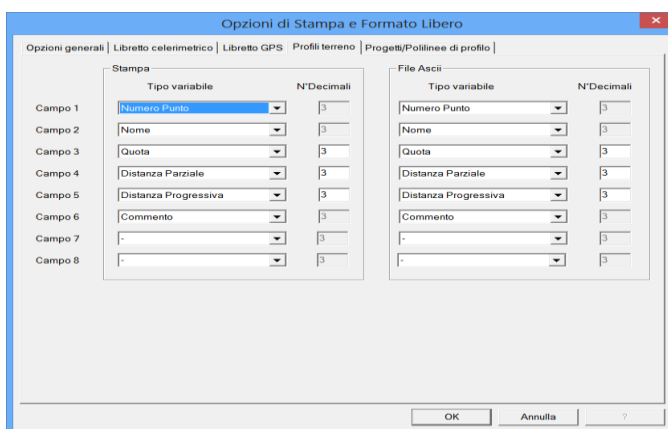 Opzioni di Stampa e Formato Libero
Opzioni generali Libretto celerimetrico Libretto GPS Profili terreno Progetti/Polilinee di profilo
Stampa File Ascii
Tipo variabile N°Decimali Tipo variabile N°Decimali
Campo 1 Numero Punto 3 Numero Punto 3
Campo 2 Nome 3 Nome 3
Campo 3 Quota 3 Quota 3
Campo 4 Distanza Parziale 3 Distanza Parziale 3
Campo 5 Distanza Progressiva 3 Distanza Progressiva 3
Campo 6 Commento 3 Commento 3
Campo 7 - 3 - 3
Campo 8 - 3 - 3
OK Annulla ?